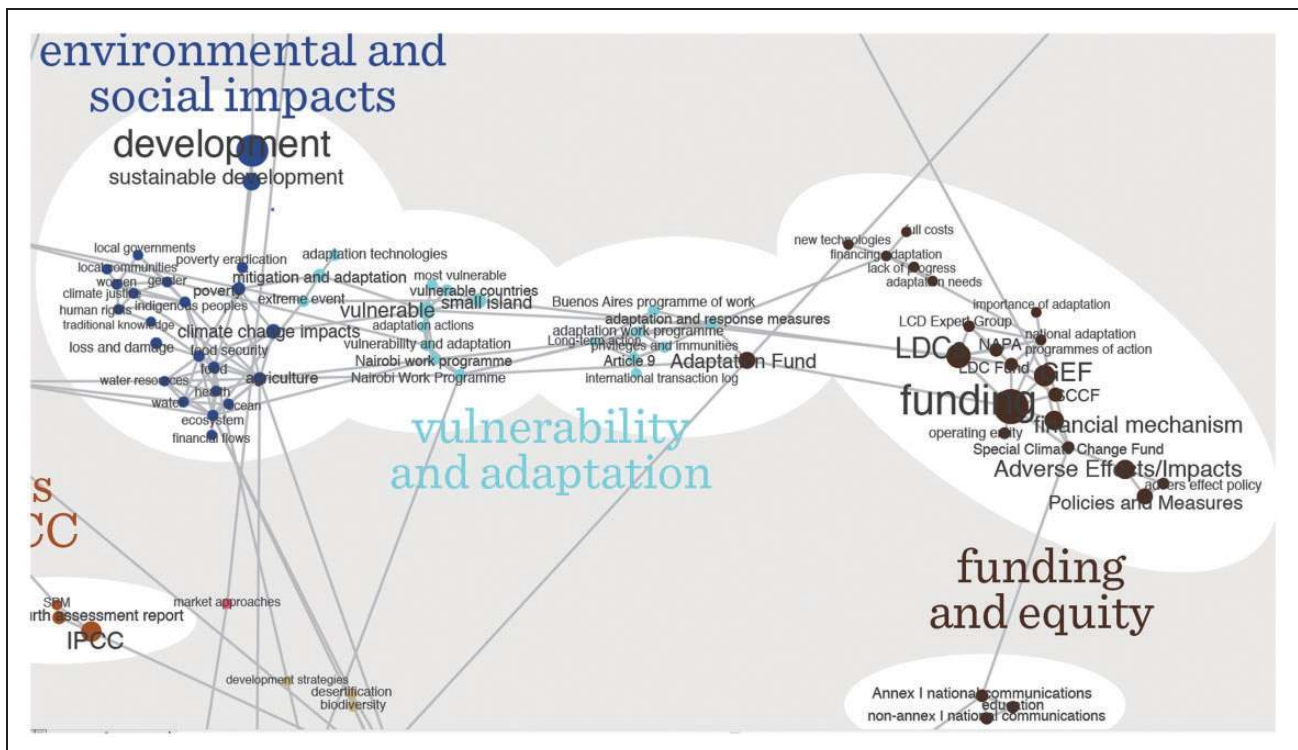 environmental and
social impacts
development
sustainable development
local governments
local communities
poverty eradication
women
gender
climate justice
indigenous peoples
human rights
traditional knowledge
loss and damage
poverty
mitigation and adaptation
adaptation technologies
extreme event
climate change impacts
food security
food
agriculture
water resources
health
water
ocean
ecosystem
financial flows
most vulnerable
vulnerable countries
small island
vulnerable
adaptation actions
vulnerability and adaptation
Nairobi work programme
Nairobi Work Programme
Buenos Aires programme of work
adaptation and response measures
adaptation work programme
Long-term action
privileges and immunities
Article 9
Adaptation Fund
international transaction log
vulnerability
and adaptation
new technologies
full costs
financing adaptation
lack of progress
adaptation needs
importance of adaptation
LCD Expert Group
national adaptation
programmes of action
NAPA
LDCs
LDC Fund
GEF
SCCF
funding
financial mechanism
operating entity
Special Climate Change Fund
Adverse Effects/Impacts
advers effect policy
Policies and Measures
funding
and equity
s
CC
SPM
urth assessment report
IPCC
market approaches
development strategies
desertification
biodiversity
Annex I national communications
education
non-annex I national communications